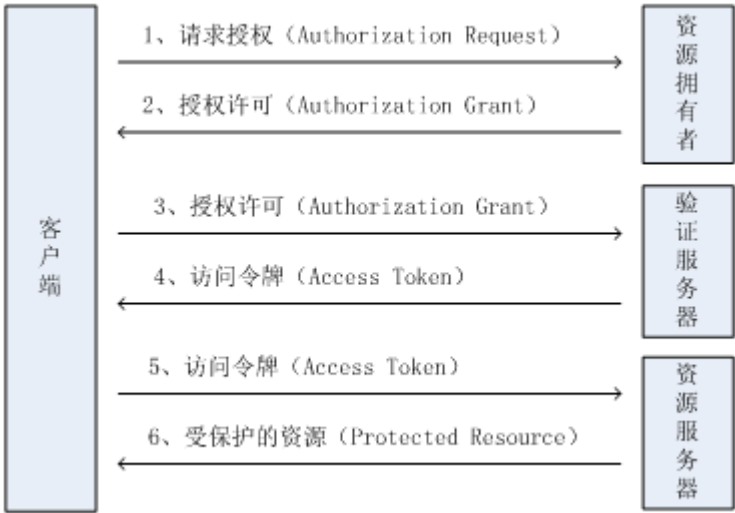 1、请求授权（Authorization Request）
2、授权许可（Authorization Grant）
资源拥有者
3、授权许可（Authorization Grant）
4、访问令牌（Access Token）
验证服务器
客户端
5、访问令牌（Access Token）
6、受保护的资源（Protected Resource）
资源服务器